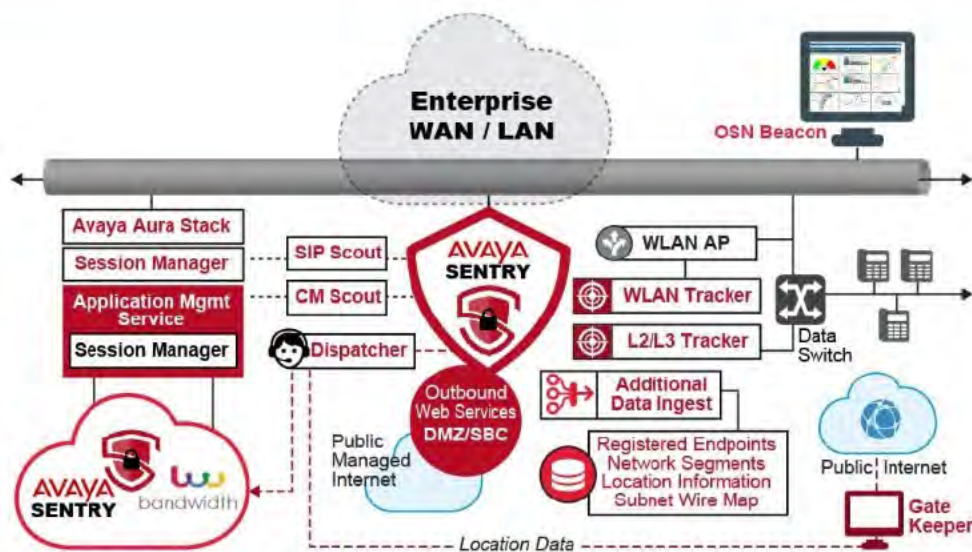 Enterprise
WAN / LAN
OSN Beacon
Avaya Aura Stack
Session Manager
Application Mgmt
Service
Session Manager
SIP Scout
CM Scout
Dispatcher
AVAYA
SENTRY
Outbound
Web Services
DMZ/SBC
Public
Managed
Internet
WLAN AP
WLAN Tracker
L2/L3 Tracker
Data
Switch
Additional
Data Ingest
Registered Endpoints
Network Segments
Location Information
Subnet Wire Map
Public Internet
Gate
Keeper
AVAYA
SENTRY
bandwidth
Location Data